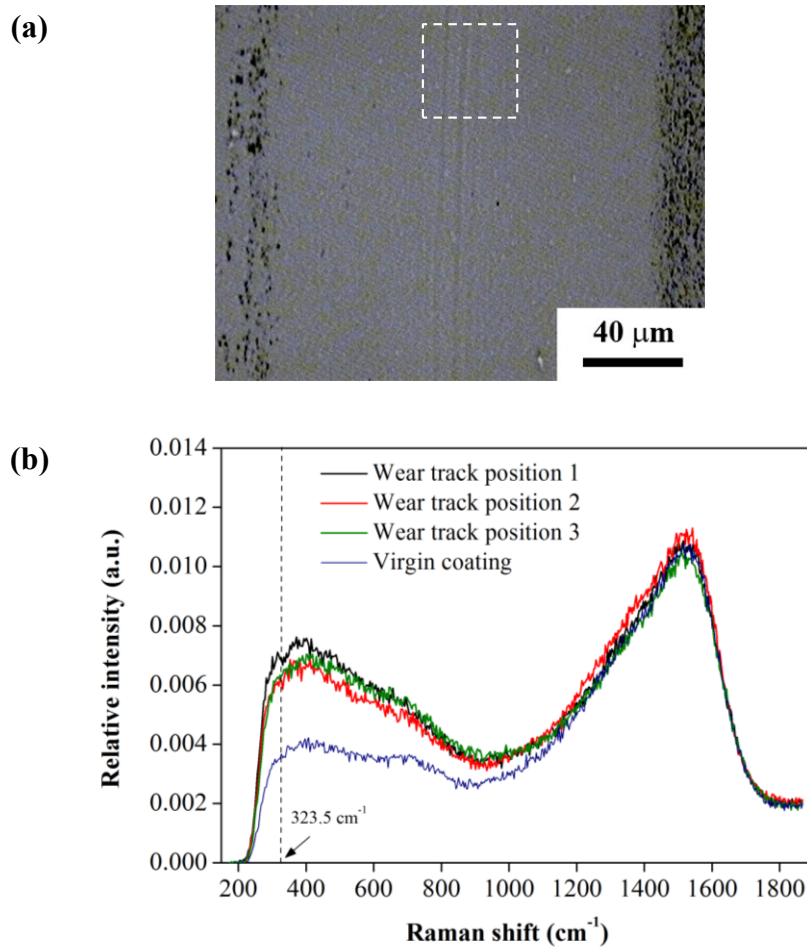 (a)
40 μm
(b)
0.014
0.012
0.010
0.008
0.006
0.004
0.002
0.000
Relative intensity (a.u.)
Wear track position 1
Wear track position 2
Wear track position 3
Virgin coating
323.5 cm⁻¹
200 400 600 800 1000 1200 1400 1600 1800
Raman shift (cm⁻¹)